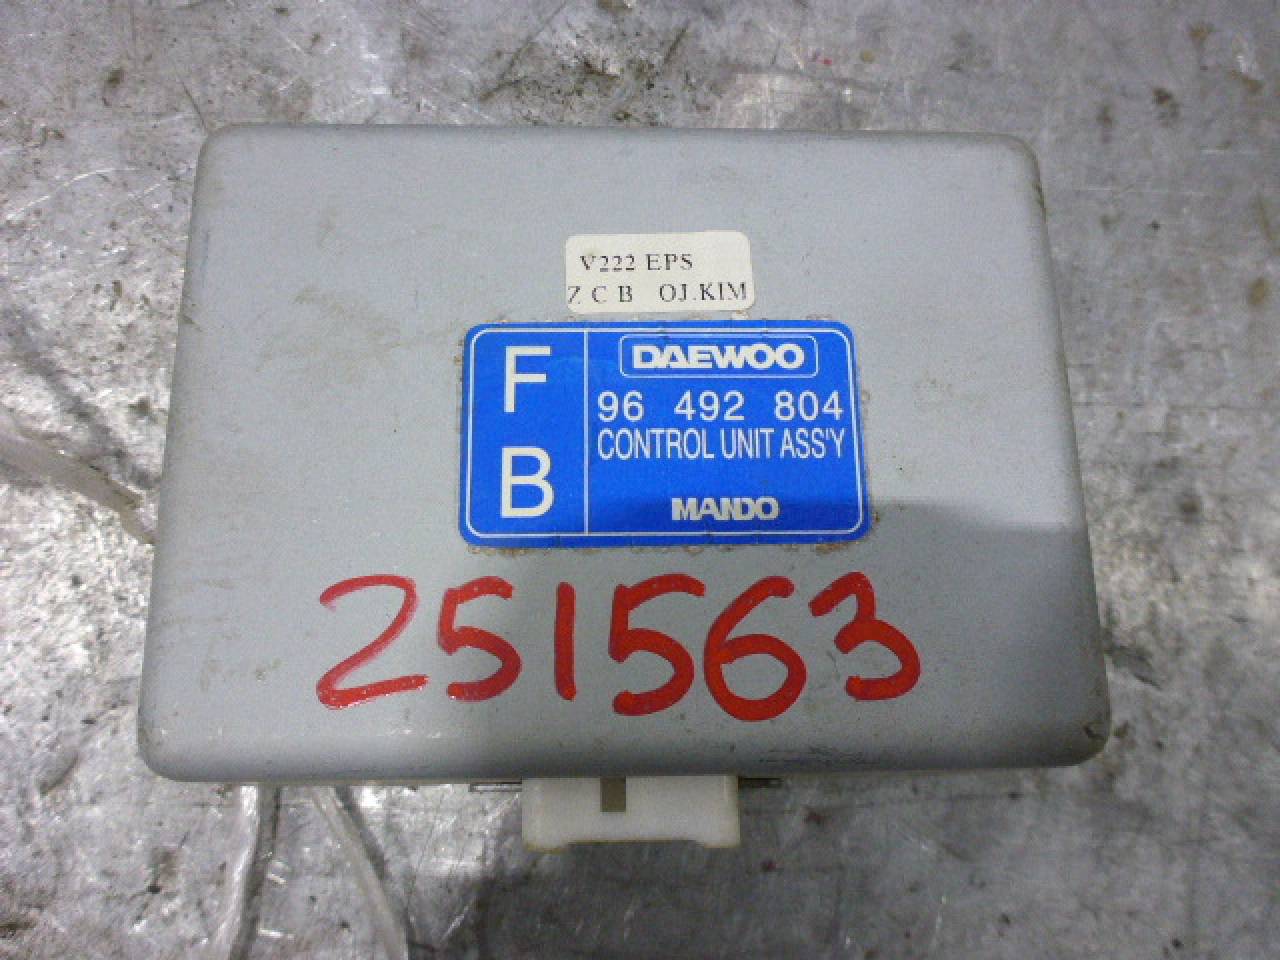 V222 EPS
Z C B OJ.KIM
F
B
DAEWOO
96 492 804
CONTROL UNIT ASS'Y
MANDO
251563